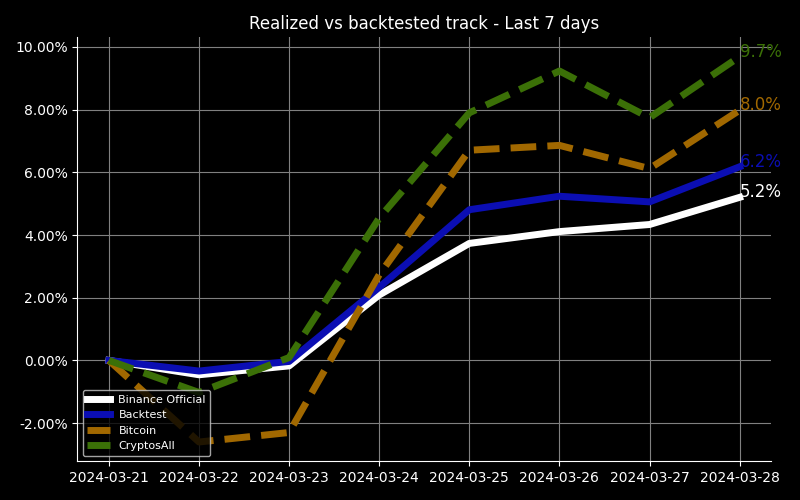 Realized vs backtested track - Last 7 days
10.00%
8.00%
6.00%
4.00%
2.00%
0.00%
-2.00%
9.7%
8.0%
6.2%
5.2%
Binance Official
Backtest
Bitcoin
CryptosAll
2024-03-21 2024-03-22 2024-03-23 2024-03-24 2024-03-25 2024-03-26 2024-03-27 2024-03-28